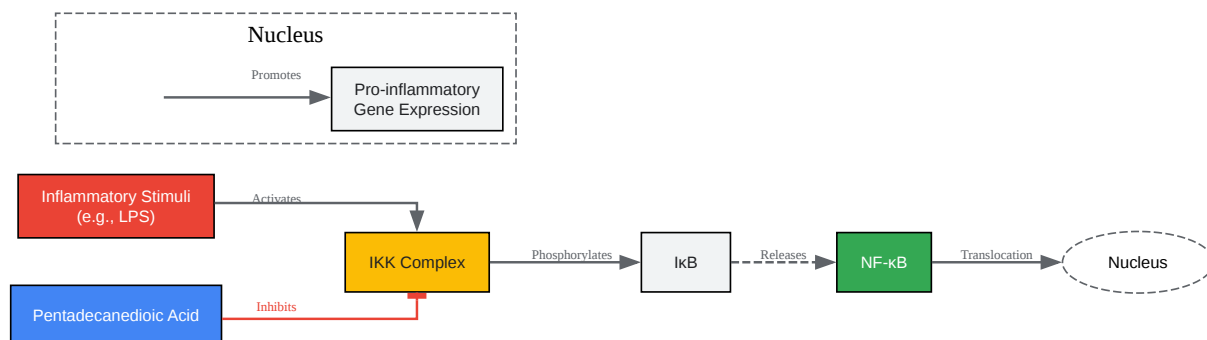 Nucleus
Promotes
Pro-inflammatory
Gene Expression
Inflammatory Stimuli
(e.g., LPS)
Activates
IKK Complex
Phosphorylates
IκB
Releases
NF-κB
Translocation
Nucleus
Pentadecanedioic Acid
Inhibits